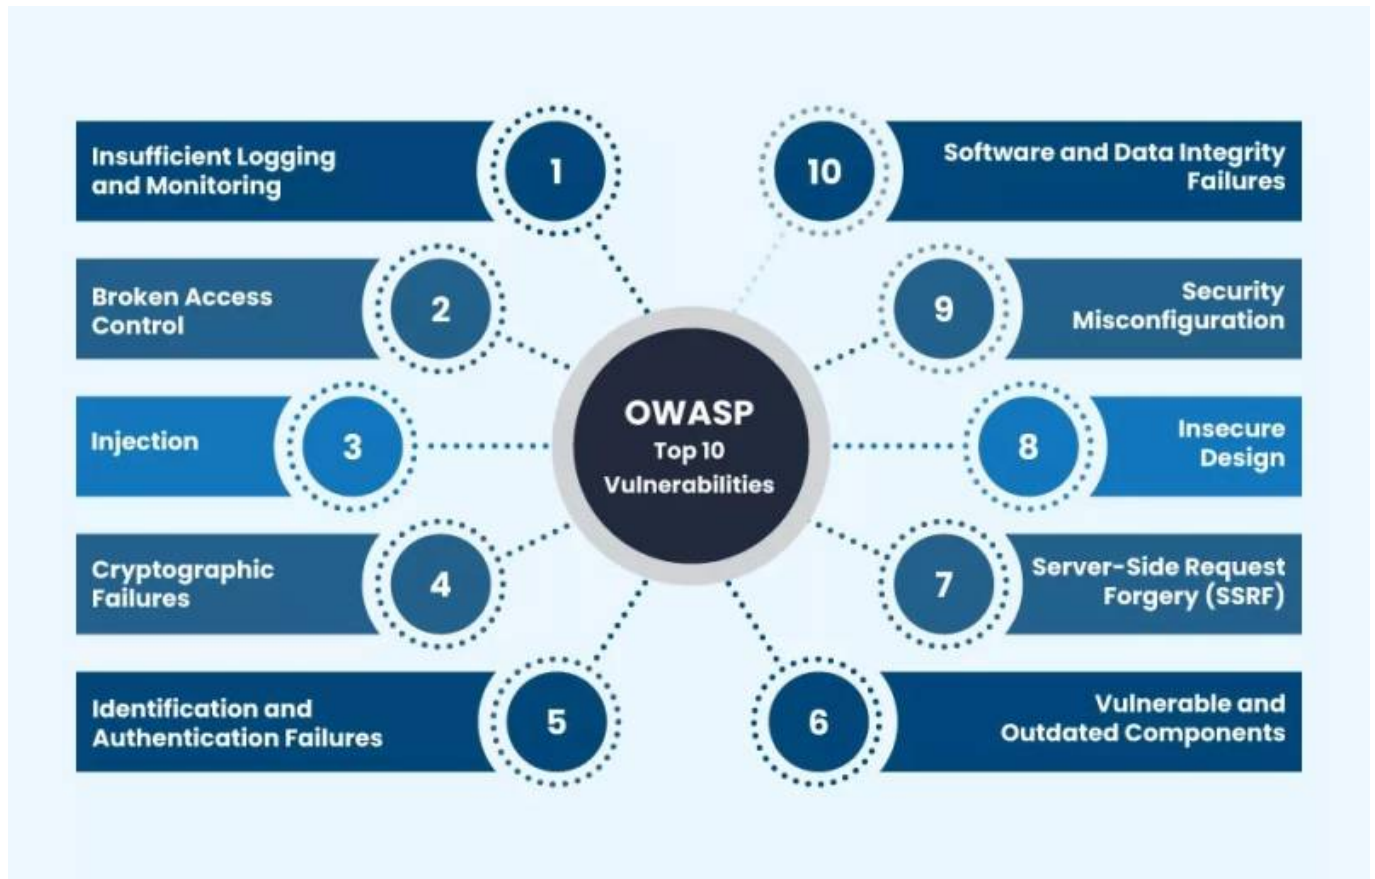 Insufficient Logging
and Monitoring
1
Broken Access
Control
2
Injection
3
Cryptographic
Failures
4
Identification and
Authentication Failures
5
OWASP
Top 10
Vulnerabilities
10
Software and Data Integrity
Failures
9
Security
Misconfiguration
8
Insecure
Design
7
Server-Side Request
Forgery (SSRF)
6
Vulnerable and
Outdated Components